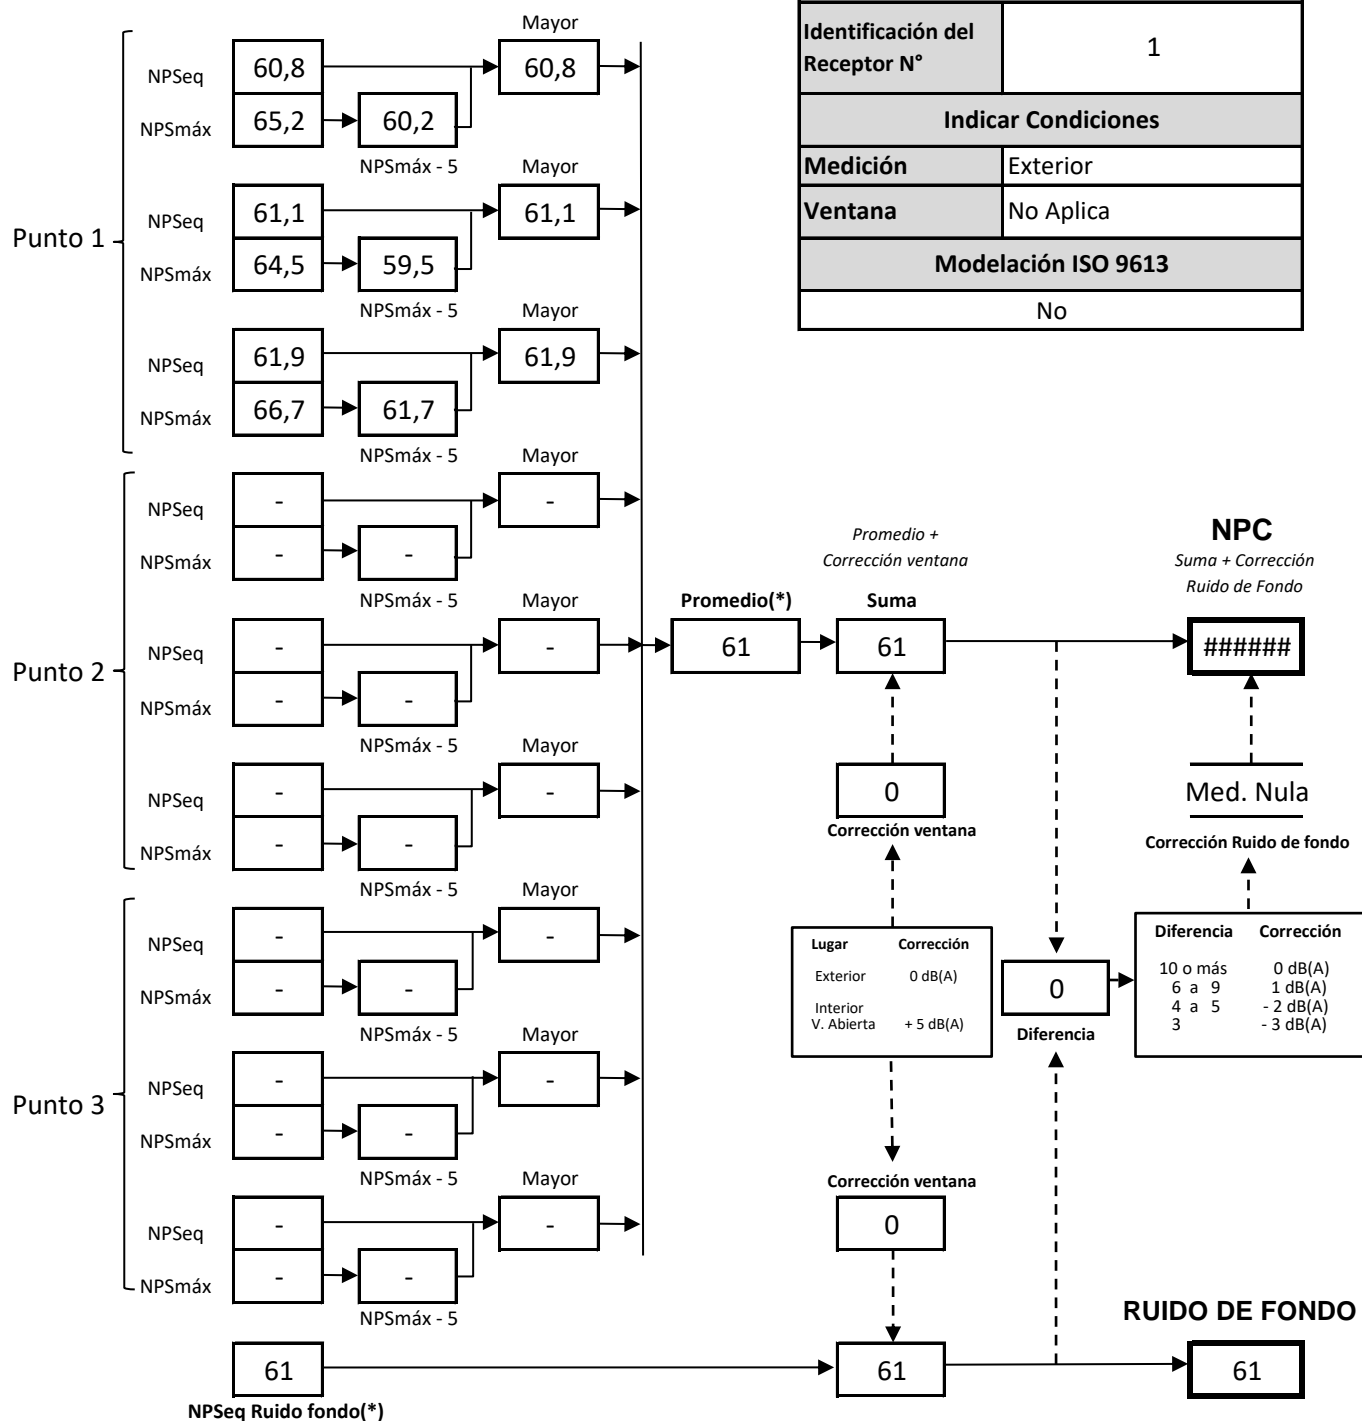 Identificación del
Receptor N°
1
Indicar Condiciones
Medición
Exterior
Ventana
No Aplica
Modelación ISO 9613
No
Punto 1
Mayor
NPSeq
60,8
60,8
NPSmáx
65,2
60,2
NPSmáx - 5
Mayor
NPSeq
61,1
61,1
NPSmáx
64,5
59,5
NPSmáx - 5
Mayor
NPSeq
61,9
61,9
NPSmáx
66,7
61,7
NPSmáx - 5
Punto 2
Mayor
NPSeq
-
-
NPSmáx
-
-
NPSmáx - 5
Mayor
NPSeq
-
-
NPSmáx
-
-
NPSmáx - 5
Mayor
NPSeq
-
-
NPSmáx
-
-
NPSmáx - 5
Punto 3
Mayor
NPSeq
-
-
NPSmáx
-
-
NPSmáx - 5
Mayor
NPSeq
-
-
NPSmáx
-
-
NPSmáx - 5
Mayor
NPSeq
-
-
NPSmáx
-
-
NPSmáx - 5
Promedio(*)
61
Promedio +
Corrección ventana
Suma
61
NPC
Suma + Corrección
Ruido de Fondo
######
0
Corrección ventana
Med. Nula
Corrección Ruido de fondo
Lugar Corrección
Exterior 0 dB(A)
Interior
V. Abierta + 5 dB(A)
0
Diferencia
Diferencia Corrección
10 o más 0 dB(A)
6 a 9 1 dB(A)
4 a 5 - 2 dB(A)
3 - 3 dB(A)
Corrección ventana
0
RUIDO DE FONDO
61
61
61
NPSeq Ruido fondo(*)